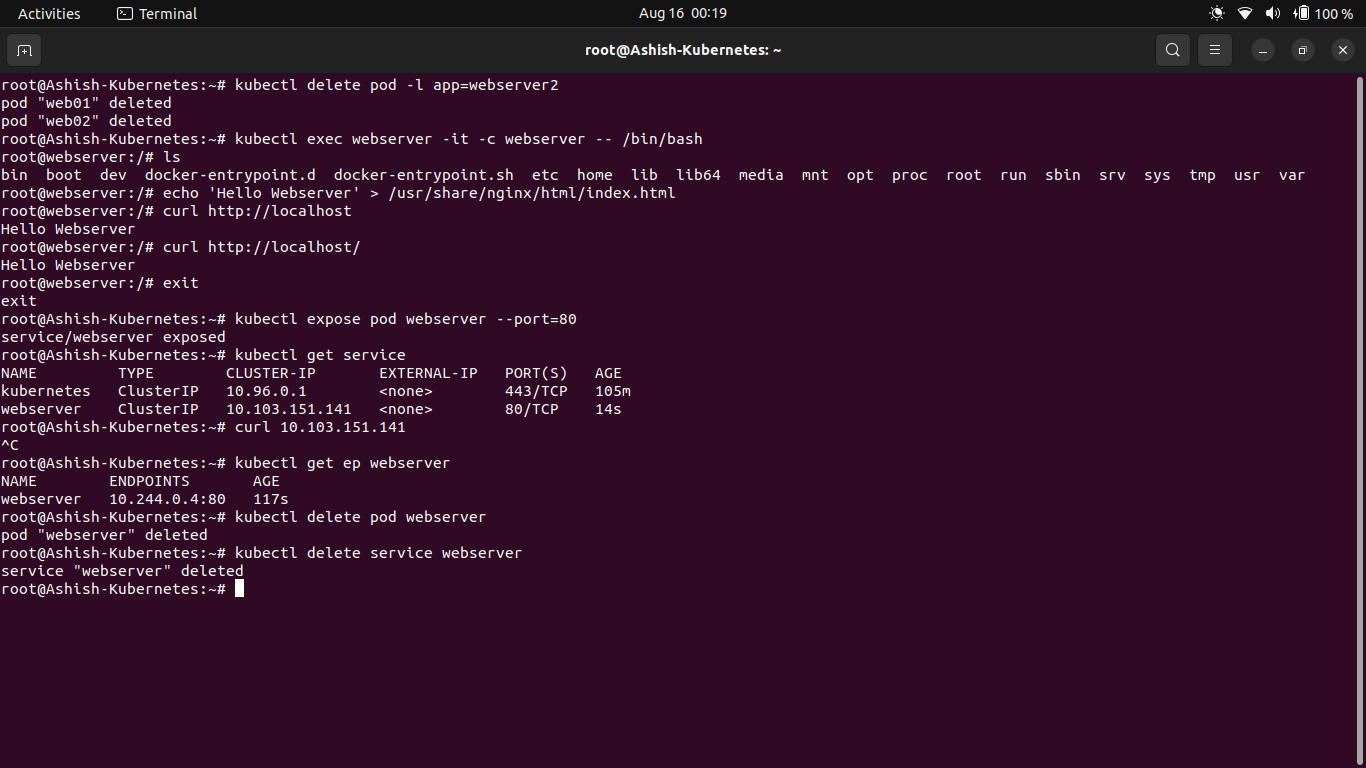 Activities Terminal Aug 16 00:19 100 %
root@Ashish-Kubernetes: ~
root@Ashish-Kubernetes:~# kubectl delete pod -l app=webserver2
pod "web01" deleted
pod "web02" deleted
root@Ashish-Kubernetes:~# kubectl exec webserver -it -c webserver -- /bin/bash
root@webserver:/# ls
bin  boot  dev  docker-entrypoint.d  docker-entrypoint.sh  etc  home  lib  lib64  media  mnt  opt  proc  root  run  sbin  srv  sys  tmp  usr  var
root@webserver:/# echo 'Hello Webserver' > /usr/share/nginx/html/index.html
root@webserver:/# curl http://localhost
Hello Webserver
root@webserver:/# curl http://localhost/
Hello Webserver
root@webserver:/# exit
exit
root@Ashish-Kubernetes:~# kubectl expose pod webserver --port=80
service/webserver exposed
root@Ashish-Kubernetes:~# kubectl get service
NAME         TYPE        CLUSTER-IP       EXTERNAL-IP   PORT(S)   AGE
kubernetes   ClusterIP   10.96.0.1        <none>        443/TCP   105m
webserver    ClusterIP   10.103.151.141   <none>        80/TCP    14s
root@Ashish-Kubernetes:~# curl 10.103.151.141
^C
root@Ashish-Kubernetes:~# kubectl get ep webserver
NAME        ENDPOINTS       AGE
webserver   10.244.0.4:80   117s
root@Ashish-Kubernetes:~# kubectl delete pod webserver
pod "webserver" deleted
root@Ashish-Kubernetes:~# kubectl delete service webserver
service "webserver" deleted
root@Ashish-Kubernetes:~#